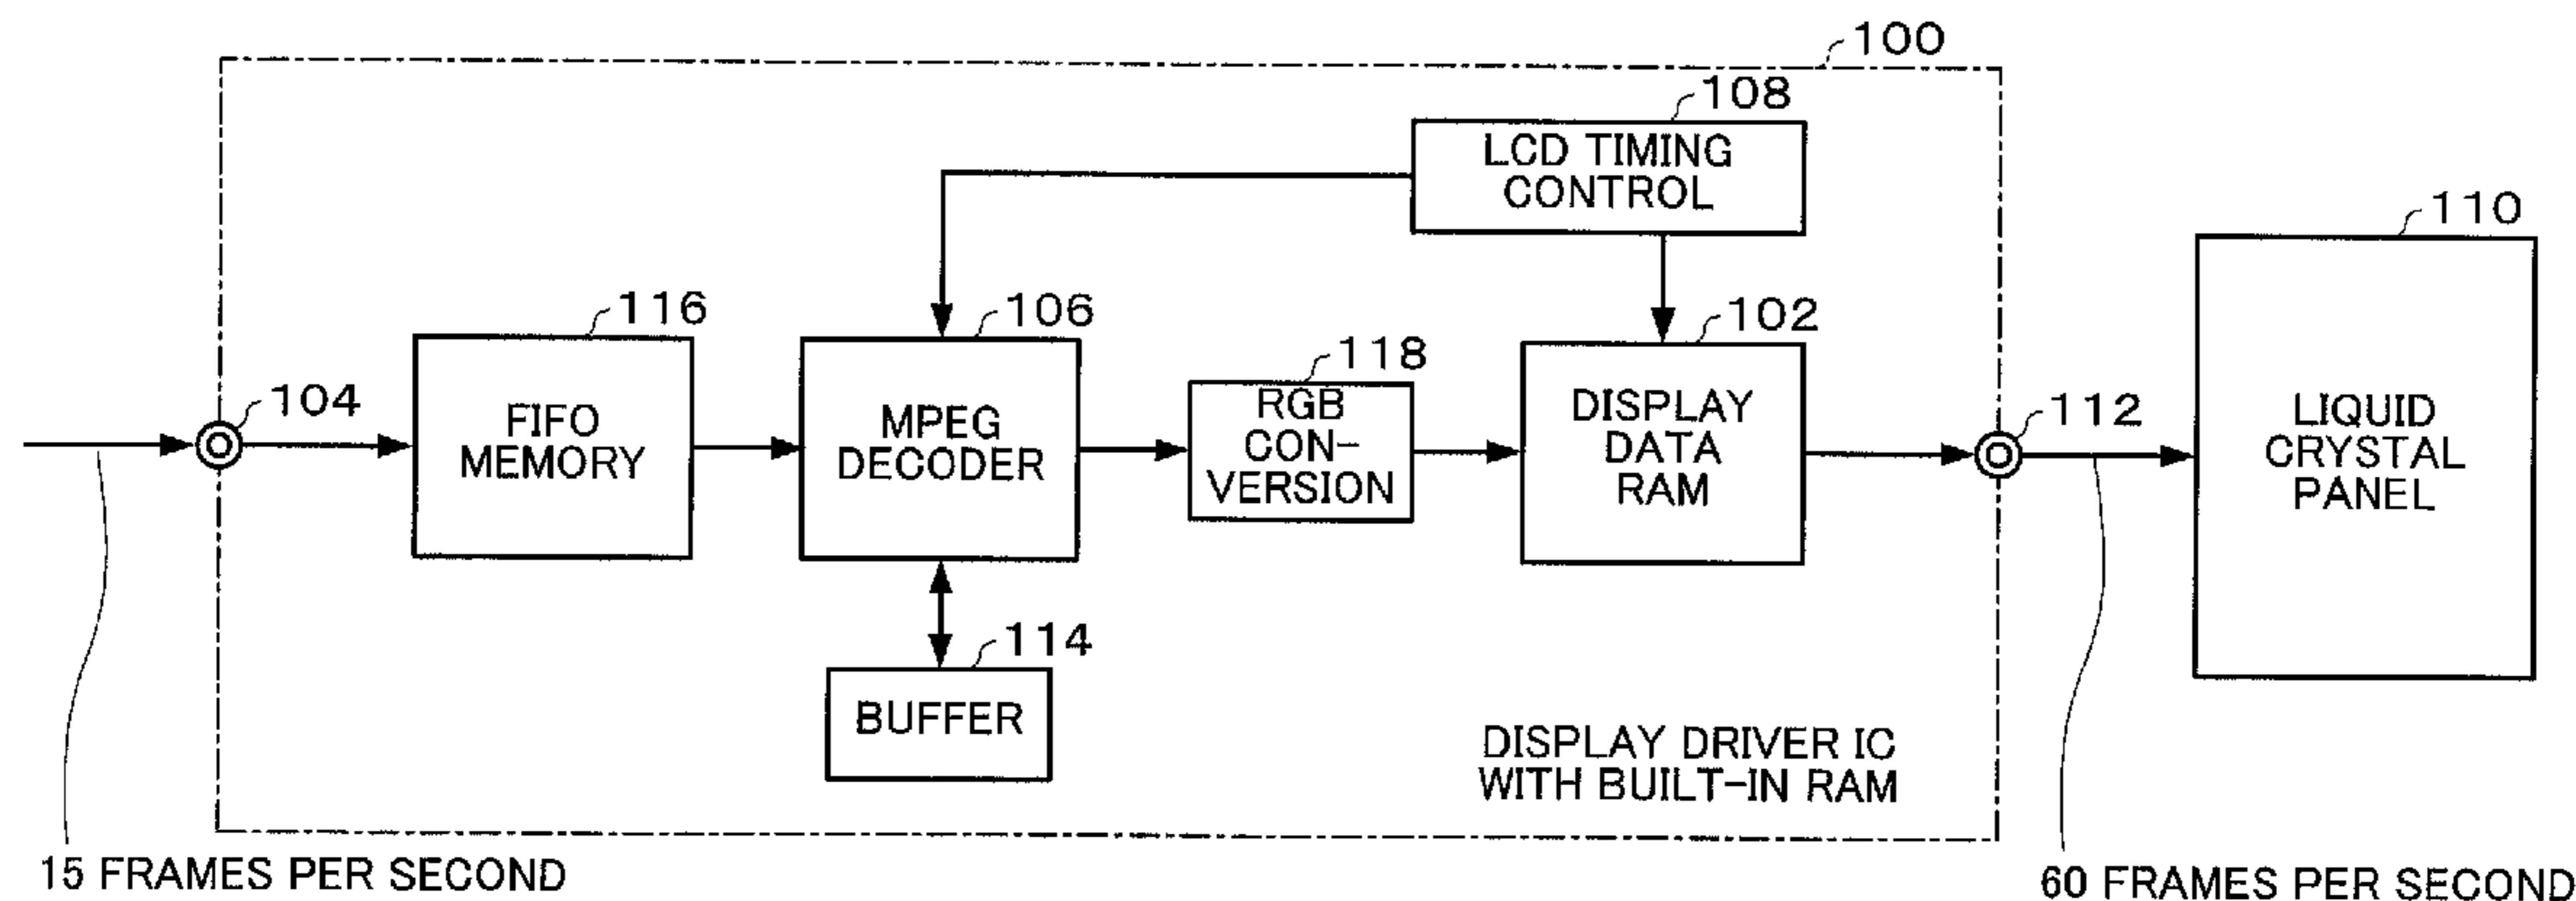 100
108
LCD TIMING
CONTROL
110
116
106
102
118
104
FIFO
MEMORY
MPEG
DECODER
RGB
CON-
VERSION
DISPLAY
DATA
RAM
112
LIQUID
CRYSTAL
PANEL
114
BUFFER
DISPLAY DRIVER IC
WITH BUILT-IN RAM
15 FRAMES PER SECOND
60 FRAMES PER SECOND